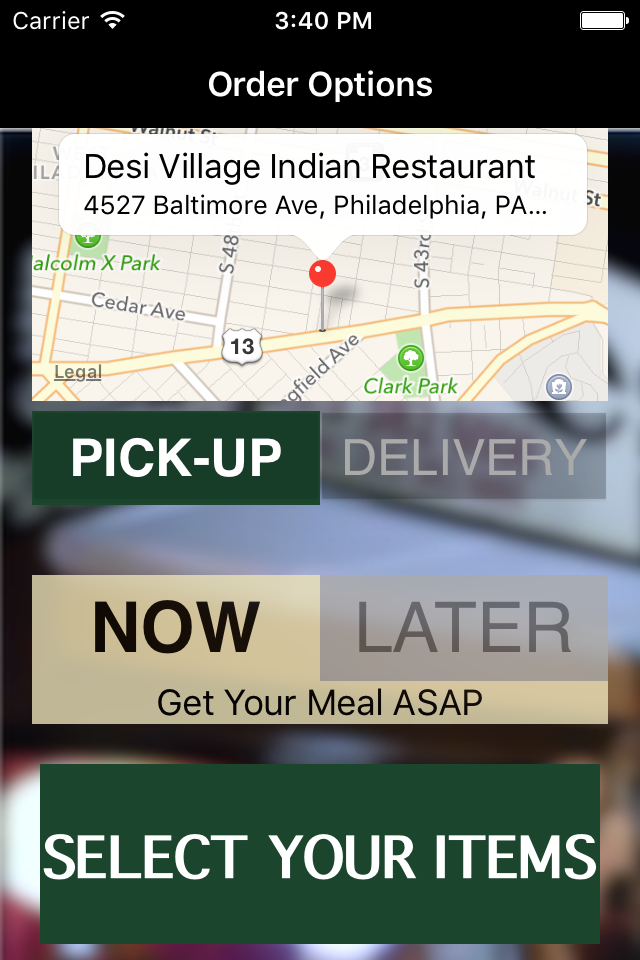 Carrier 3:40 PM
Order Options
Walnut St
Desi Village Indian Restaurant
4527 Baltimore Ave, Philadelphia, PA...
Walnut St
S 48
S 43rd
alcolm X Park
Cedar Ave
13
ngfield Ave
Legal
Clark Park
PICK-UP DELIVERY
NOW LATER
Get Your Meal ASAP
SELECT YOUR ITEMS